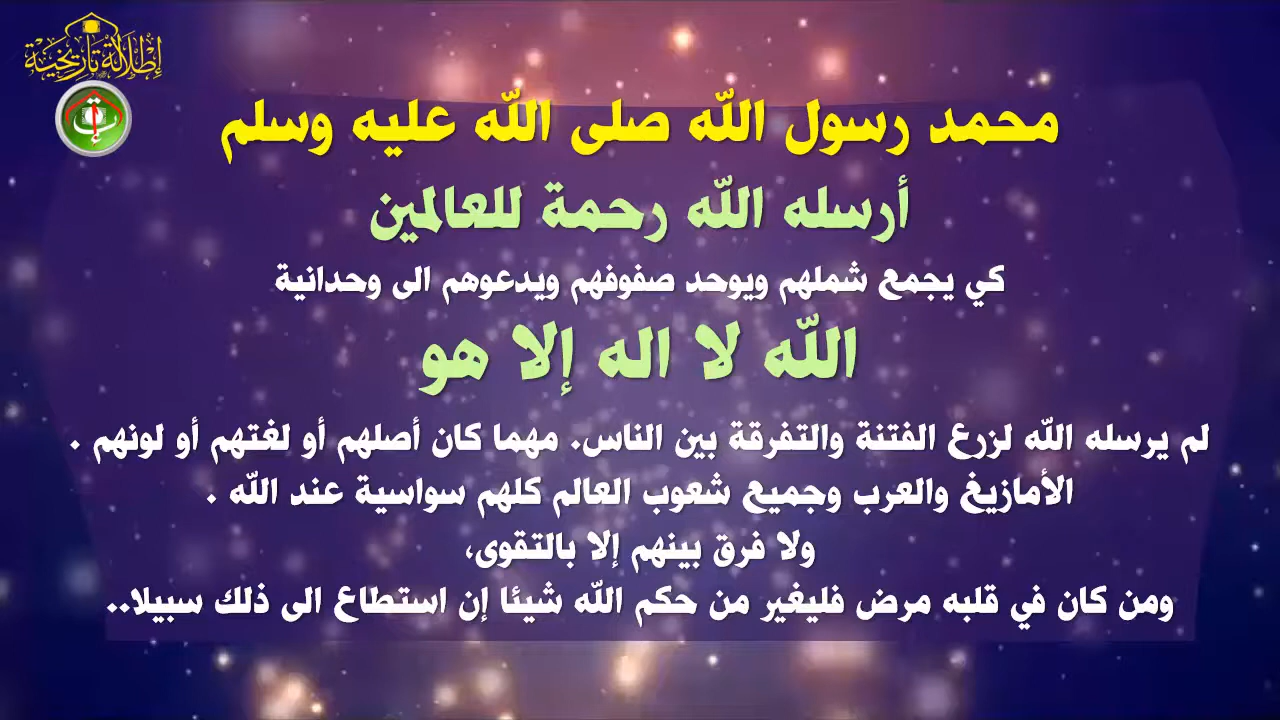 إطلالة تاريخية
محمد رسول الله صلى الله عليه وسلم
أرسله الله رحمة للعالمين
كي يجمع شملهم ويوحد صفوفهم ويدعوهم الى وحدانية
الله لا اله إلا هو
لم يرسله الله لزرع الفتنة والتفرقة بين الناس. مهما كان أصلهم أو لغتهم أو لونهم .
الأمازيغ والعرب وجميع شعوب العالم كلهم سواسية عند الله .
ولا فرق بينهم إلا بالتقوى،
ومن كان في قلبه مرض فليغير من حكم الله شيئا إن استطاع الى ذلك سبيلا..